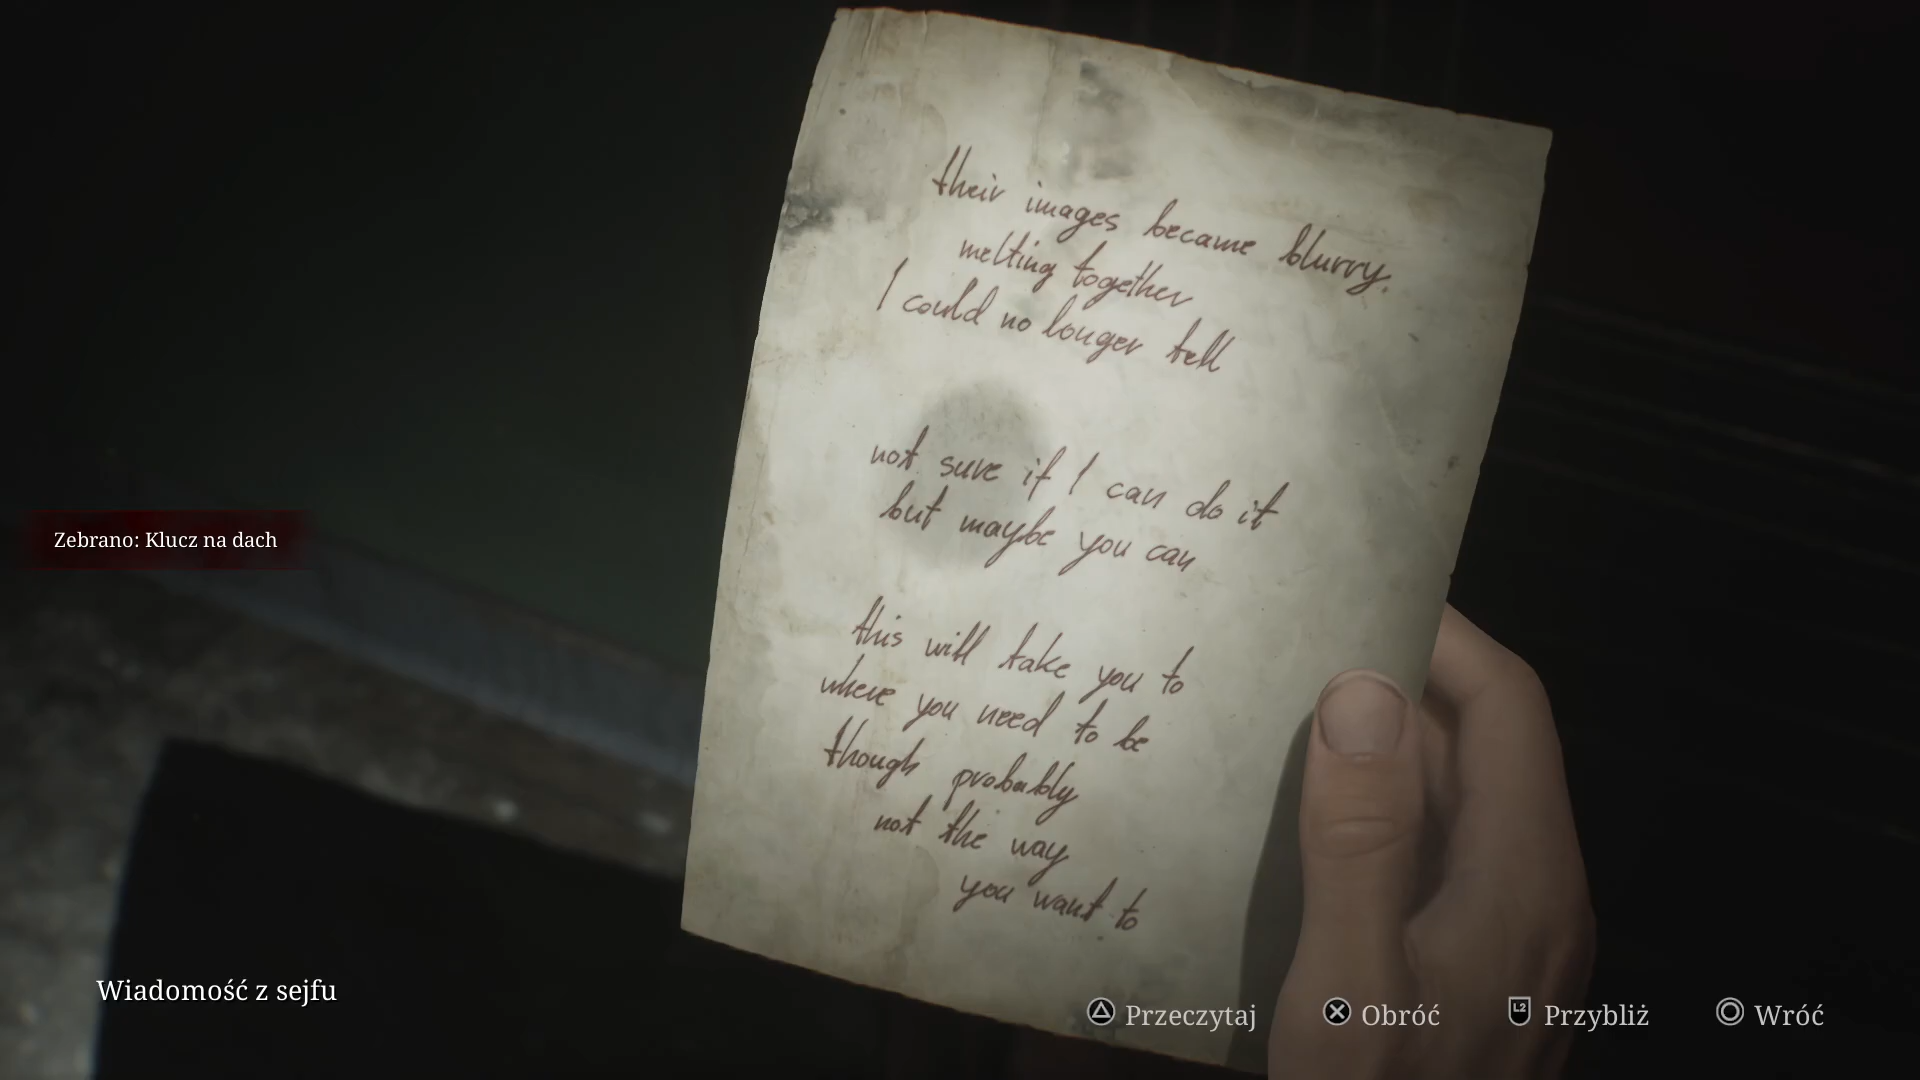 their images became blurry.
melting together
I could no longer tell
not sure if I can do it
but maybe you can
this will take you to
where you need to be
though probably
not the way
you want to
Zebrano: Klucz na dach
Wiadomość z sejfu
Przeczytaj
Obróć
L2 Przybliż
Wróć